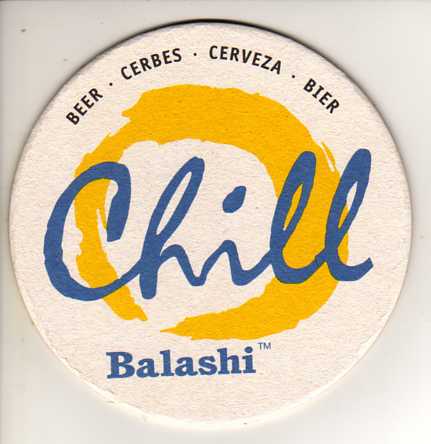 BEER · CERBES · CERVEZA · BIER
Chill
Balashi™